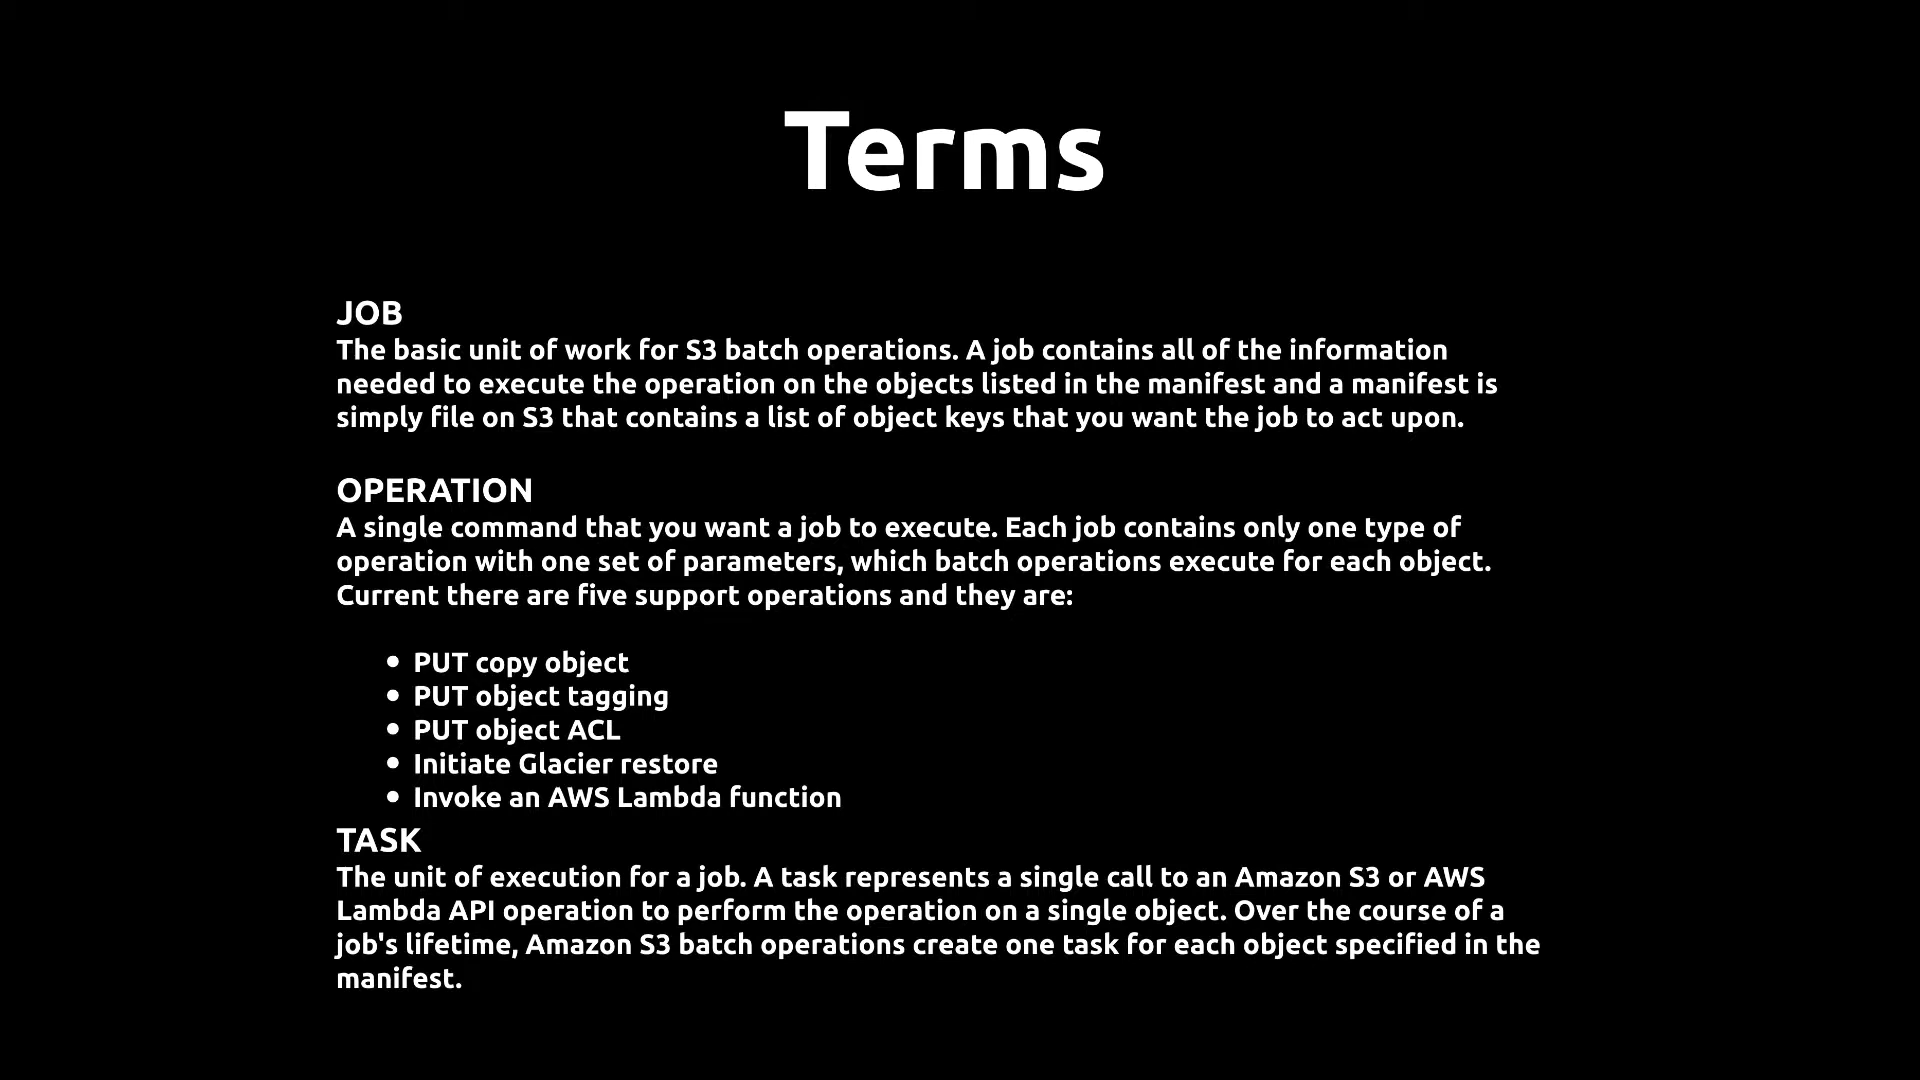 Terms
JOB
The basic unit of work for S3 batch operations. A job contains all of the information
needed to execute the operation on the objects listed in the manifest and a manifest is
simply file on S3 that contains a list of object keys that you want the job to act upon.
OPERATION
A single command that you want a job to execute. Each job contains only one type of
operation with one set of parameters, which batch operations execute for each object.
Current there are five support operations and they are:
• PUT copy object
• PUT object tagging
• PUT object ACL
• Initiate Glacier restore
• Invoke an AWS Lambda function
TASK
The unit of execution for a job. A task represents a single call to an Amazon S3 or AWS
Lambda API operation to perform the operation on a single object. Over the course of a
job's lifetime, Amazon S3 batch operations create one task for each object specified in the
manifest.